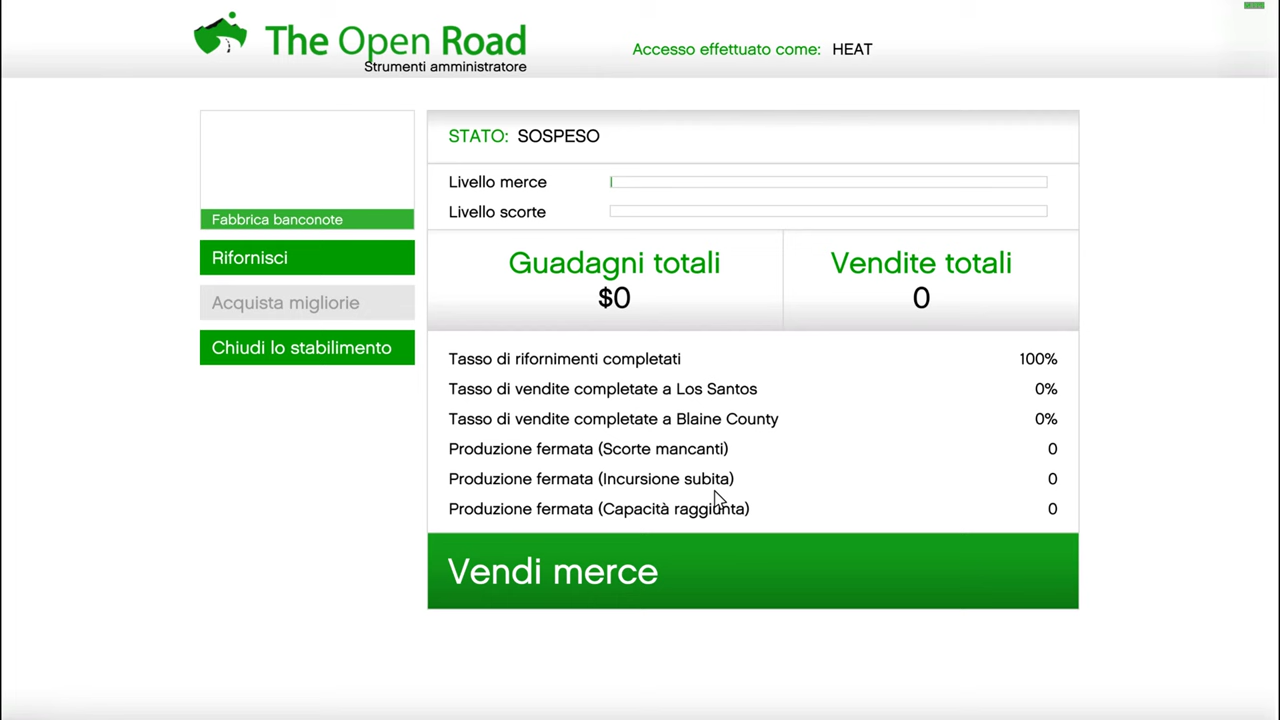 The Open Road
Strumenti amministratore
Accesso effettuato come: HEAT
Fabbrica banconote
Rifornisci
Acquista migliorie
Chiudi lo stabilimento
STATO: SOSPESO
Livello merce
Livello scorte
Guadagni totali
$0
Vendite totali
0
Tasso di rifornimenti completati 100%
Tasso di vendite completate a Los Santos 0%
Tasso di vendite completate a Blaine County 0%
Produzione fermata (Scorte mancanti) 0
Produzione fermata (Incursione subita) 0
Produzione fermata (Capacità raggiunta) 0
Vendi merce